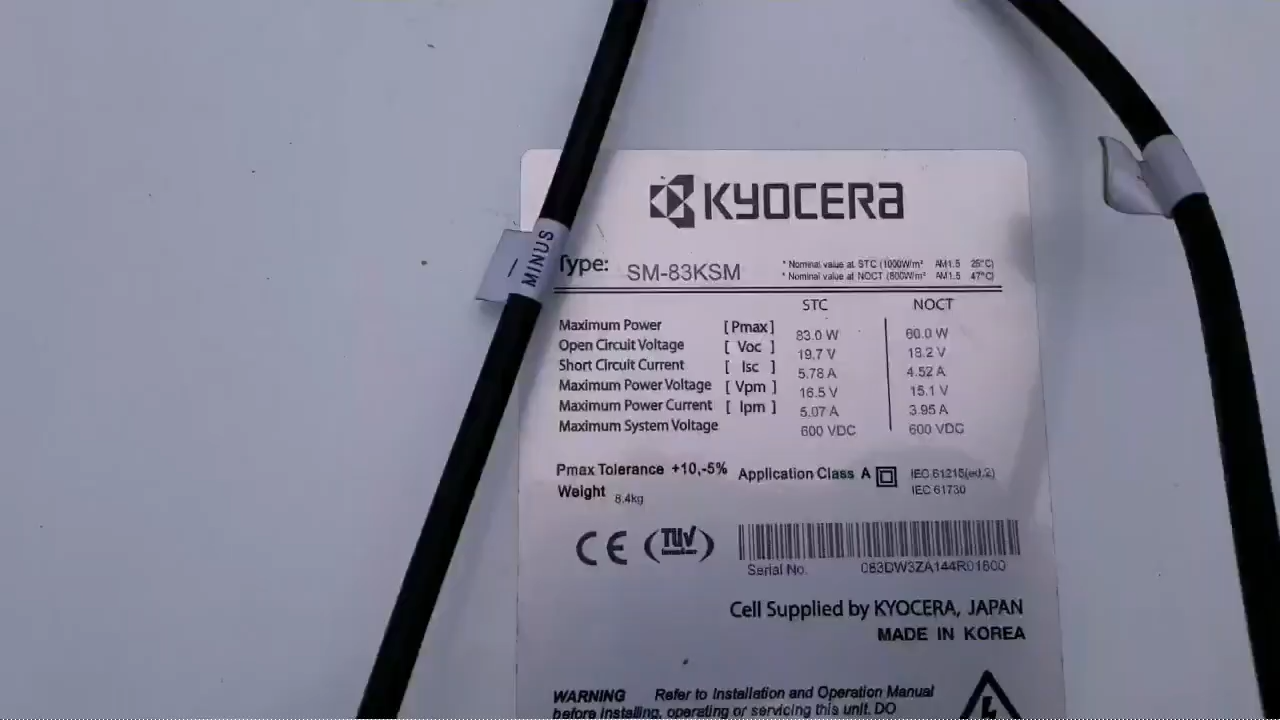 KYOCERA
— MINUS
Type: SM-83KSM
* Nominal value at STC (1000W/m² AM1.5 25°C)
* Nominal value at NOCT (800W/m² AM1.5 47°C)
STC NOCT
Maximum Power [ Pmax ] 83.0 W 60.0 W
Open Circuit Voltage [ Voc ] 19.7 V 18.2 V
Short Circuit Current [ Isc ] 5.78 A 4.52 A
Maximum Power Voltage [ Vpm ] 16.5 V 15.1 V
Maximum Power Current [ Ipm ] 5.07 A 3.95 A
Maximum System Voltage 600 VDC 600 VDC
Pmax Tolerance +10,-5% Application Class A IEC 61215(ed.2)
Weight 8.4kg IEC 61730
CE TÜV
Serial No. 083DW3ZA144R01600
Cell Supplied by KYOCERA, JAPAN
MADE IN KOREA
WARNING Refer to Installation and Operation Manual
before installing, operating or servicing this unit. DO